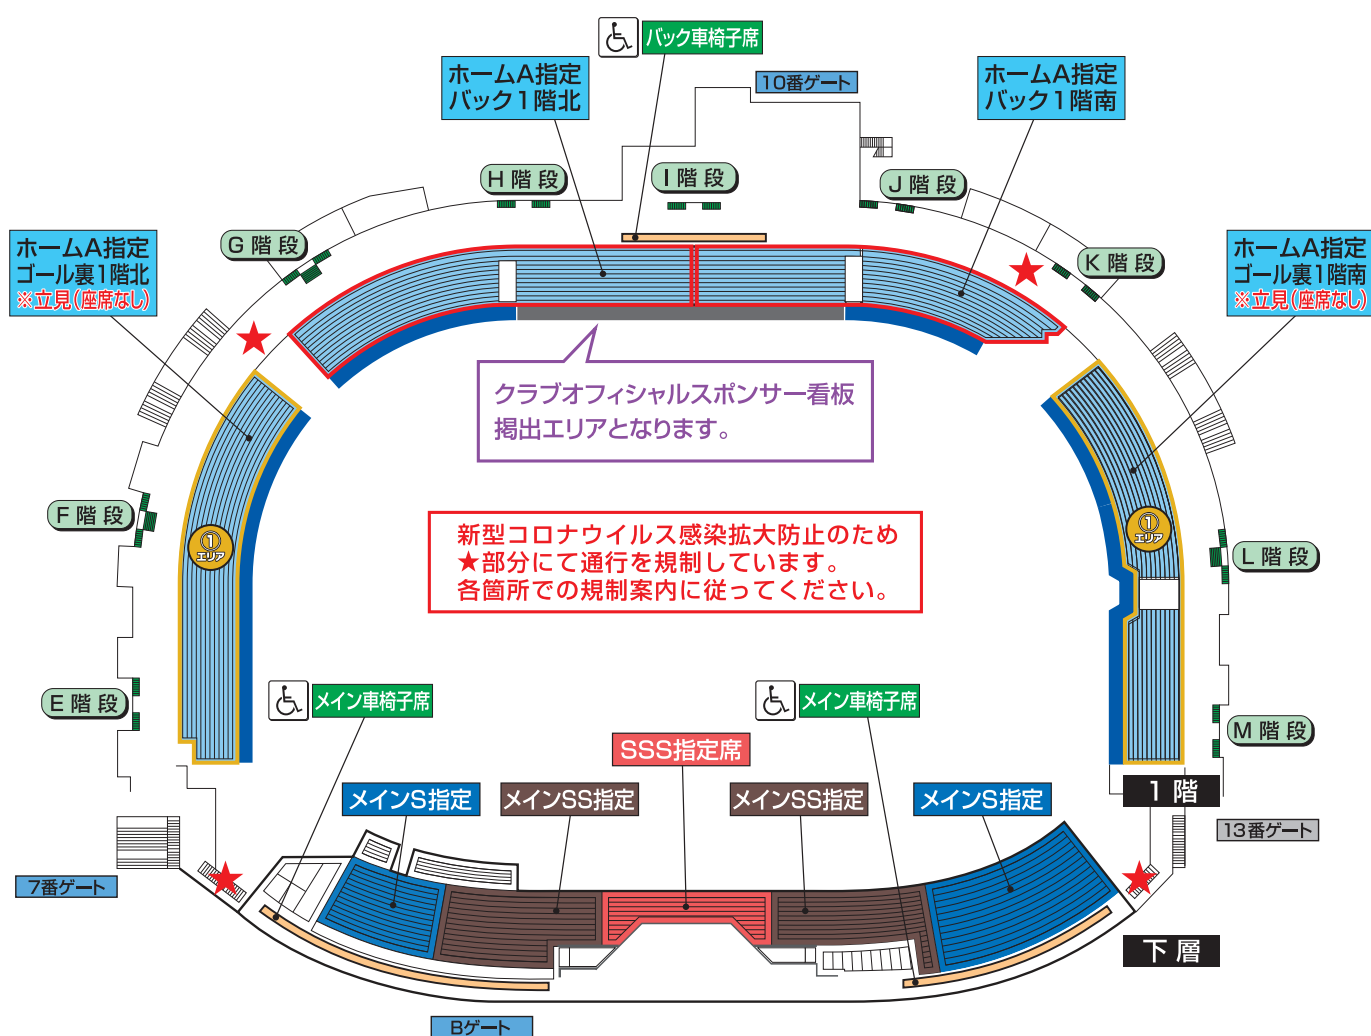 バック車椅子席
ホームA指定
バック1階北
10番ゲート
ホームA指定
バック1階南
H階段
I階段
J階段
G階段
K階段
ホームA指定
ゴール裏1階北
※立見(座席なし)
ホームA指定
ゴール裏1階南
※立見(座席なし)
クラブオフィシャルスポンサー看板
掲出エリアとなります。
F階段
①
エリア
新型コロナウイルス感染拡大防止のため
★部分にて通行を規制しています。
各箇所での規制案内に従ってください。
①
エリア
L階段
E階段
メイン車椅子席
メイン車椅子席
M階段
SSS指定席
メインS指定
メインSS指定
メインSS指定
メインS指定
1階
13番ゲート
7番ゲート
下層
Bゲート